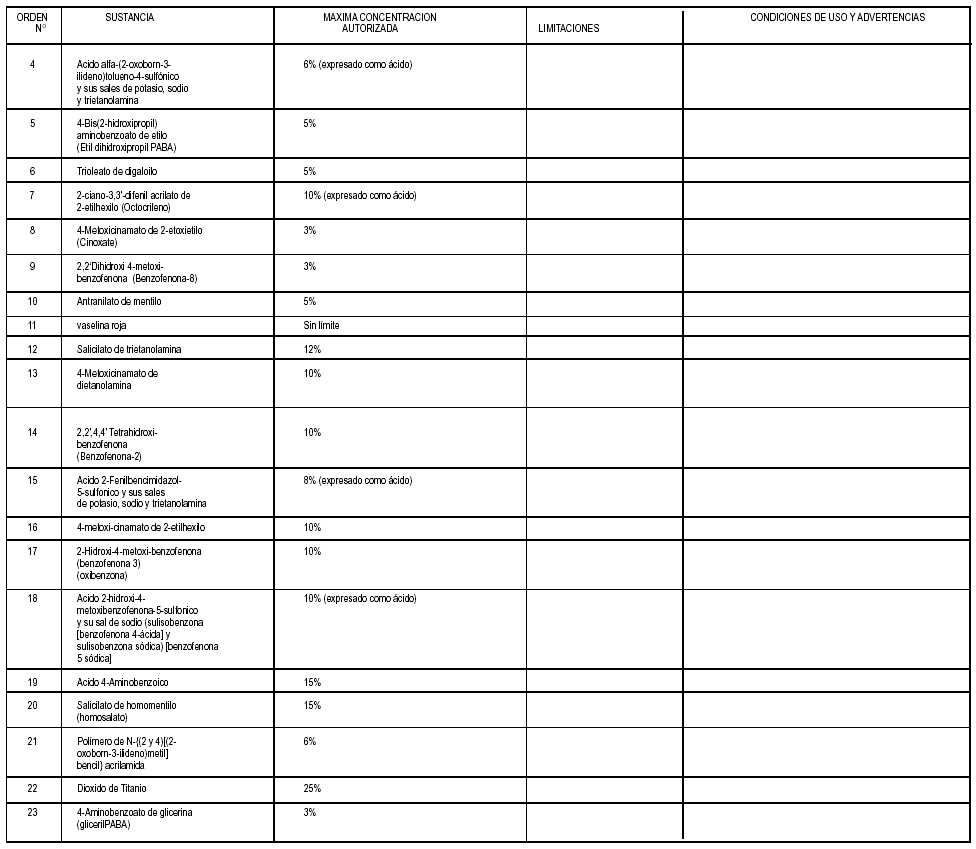 ORDEN SUSTANCIA MAXIMA CONCENTRACION CONDICIONES DE USO Y ADVERTENCIAS
Nº AUTORIZADA LIMITACIONES
4 Acido alfa-(2-oxoborn-3- 6% (expresado como ácido)
ilideno)tolueno-4-sulfónico
y sus sales de potasio, sodio
y trietanolamina
5 4-Bis(2-hidroxipropil) 5%
aminobenzoato de etilo
(Etil dihidroxipropil PABA)
6 Trioleato de digaloilo 5%
7 2-ciano-3,3'-difenil acrilato de 10% (expresado como ácido)
2-etilhexilo (Octocrileno)
8 4-Metoxicinamato de 2-etoxietilo 3%
(Cinoxate)
9 2,2'Dihidroxi 4-metoxi- 3%
benzofenona (Benzofenona-8)
10 Antranilato de mentilo 5%
11 vaselina roja Sin límite
12 Salicilato de trietanolamina 12%
13 4-Metoxicinamato de 10%
dietanolamina
14 2,2',4,4' Tetrahidroxi- 10%
benzofenona
(Benzofenona-2)
15 Acido 2-Fenilbencimidazol- 8% (expresado como ácido)
5-sulfonico y sus sales
de potasio, sodio y trietanolamina
16 4-metoxi-cinamato de 2-etilhexilo 10%
17 2-Hidroxi-4-metoxi-benzofenona 10%
(benzofenona 3)
(oxibenzona)
18 Acido 2-hidroxi-4- 10% (expresado como ácido)
metoxibenzofenona-5-sulfonico
y su sal de sodio (sulisobenzona
[benzofenona 4-ácida] y
sulisobenzona sódica) [benzofenona
5 sódica]
19 Acido 4-Aminobenzoico 15%
20 Salicilato de homomentilo 15%
(homosalato)
21 Polímero de N-{(2 y 4)[(2- 6%
oxoborn-3-ilideno)metil]
bencil} acrilamida
22 Dioxido de Titanio 25%
23 4-Aminobenzoato de glicerina 3%
(glicerilPABA)